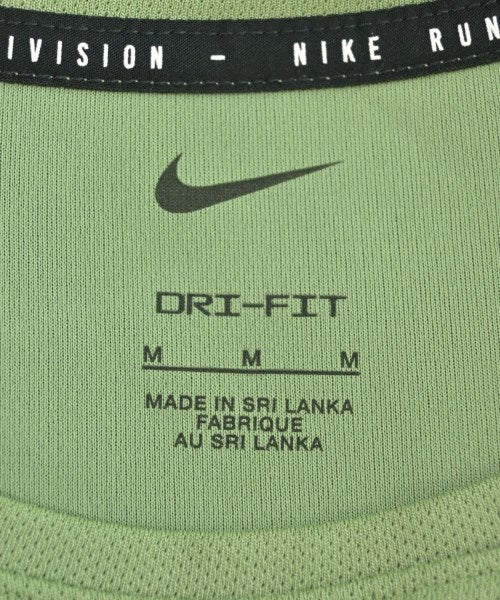 IVISION – NIKE RUN
DRI-FIT
M M M
MADE IN SRI LANKA
FABRIQUE
AU SRI LANKA